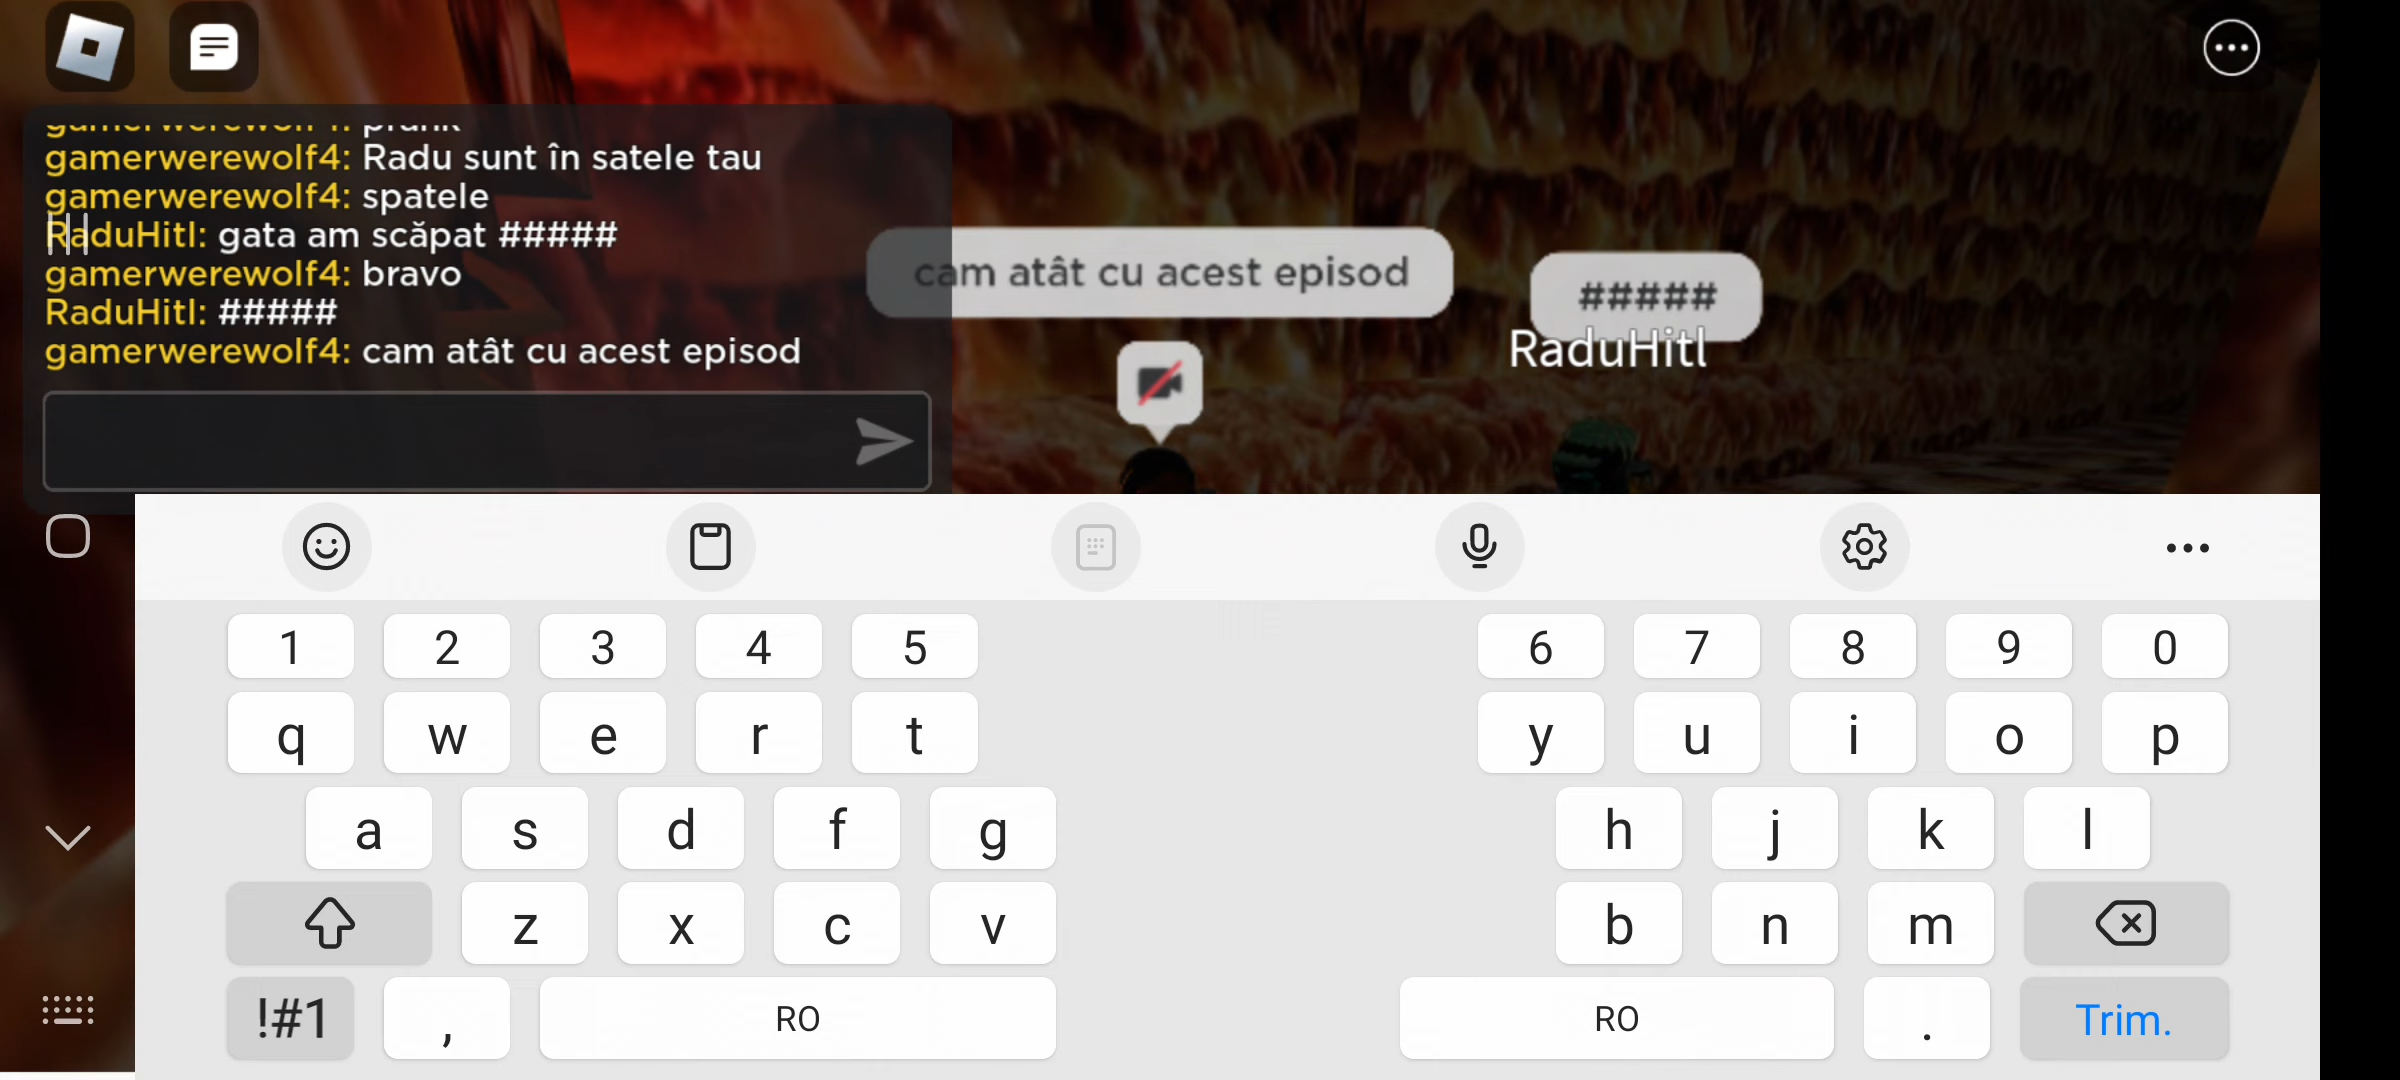 gamerwerewolf4: prank
gamerwerewolf4: Radu sunt în satele tau
gamerwerewolf4: spatele
RaduHitl: gata am scăpat #####
gamerwerewolf4: bravo
RaduHitl: #####
gamerwerewolf4: cam atât cu acest episod
cam atât cu acest episod
#####
RaduHitl
1 2 3 4 5 6 7 8 9 0
q w e r t y u i o p
a s d f g h j k l
z x c v b n m
!#1 , RO RO . Trim.